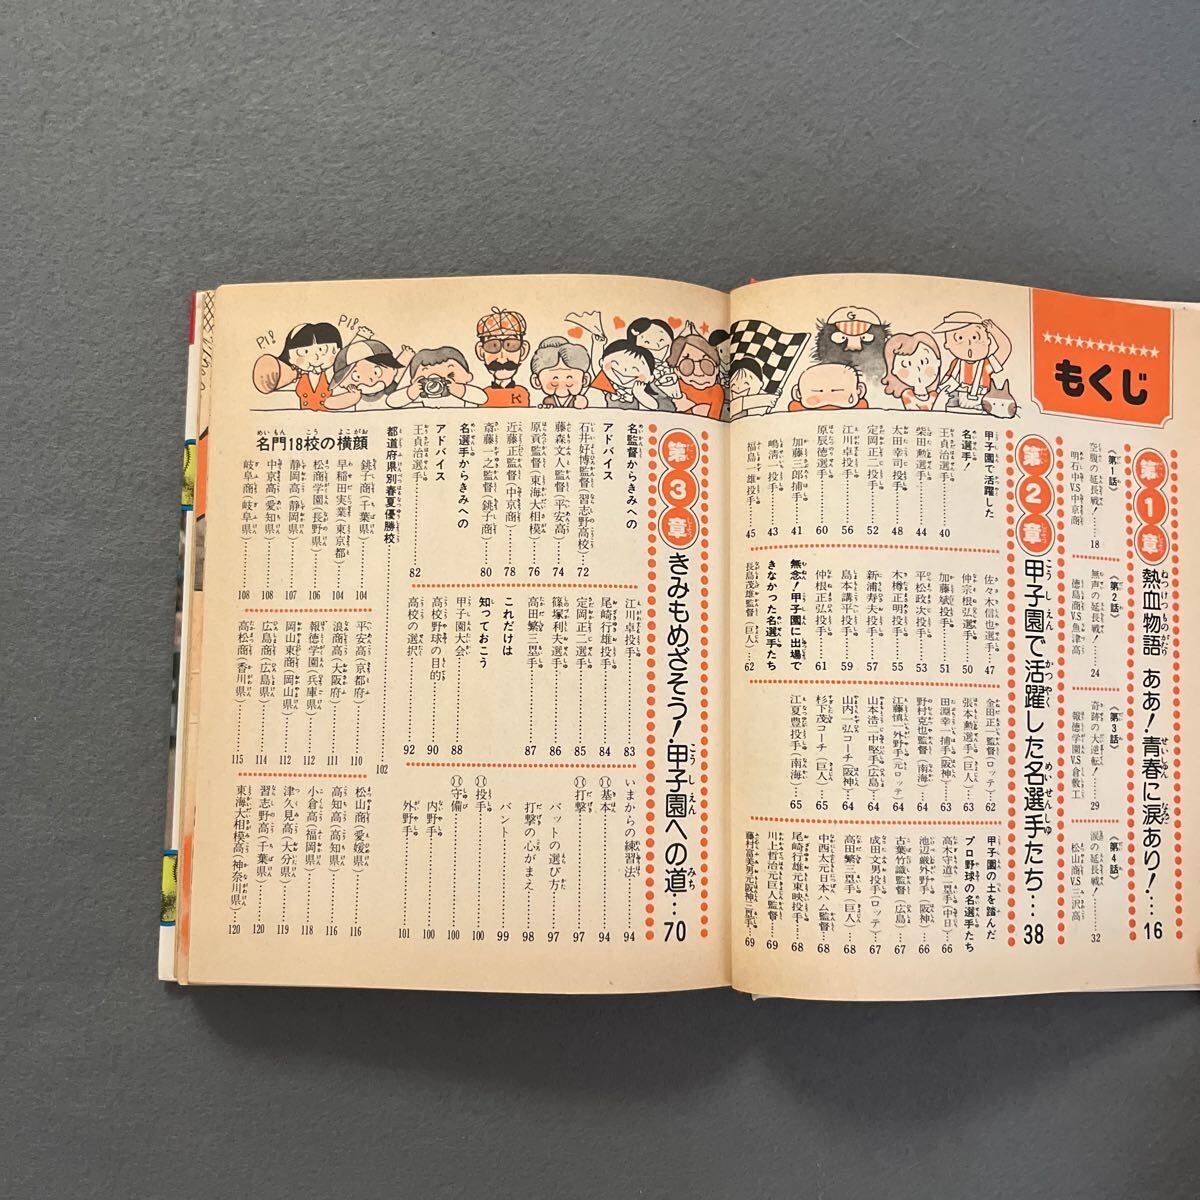 もくじ
第1章 熱血物語 ああ！青春に涙あり！…16
《第1話》
空腹の延長戦！
明石中V.S.中京商……18
《第2話》
無声の延長戦！
徳島商V.S.魚津高……24
《第3話》
奇跡の大逆転！
報徳学園V.S.倉敷工……29
《第4話》
涙の延長戦！
松山商V.S.三沢高……32
第2章 甲子園で活躍した名選手たち…38
甲子園で活躍した
名選手！
王貞治選手……40
柴田勲選手……44
太田幸司投手……48
定岡正二投手……52
江川卓投手……56
原辰徳選手……60
加藤三郎捕手……41
嶋清一投手……43
福島一雄投手……45
佐々木信也選手……47
仲宗根弘選手……50
加藤斌投手……51
平松政次投手……53
木樽正明投手……55
新浦寿夫投手……57
島本講平投手……59
仲根正弘投手……61
無念！甲子園に出場で
きなかった名選手たち
長島茂雄監督（巨人）…62
金田正一監督（ロッテ）…62
張本勲選手（巨人）……63
田淵幸一捕手（阪神）…63
野村克也監督（南海）…64
江藤慎一外野手（元ロッテ）…64
山本浩二中堅手（広島）…64
山内一弘コーチ（阪神）…64
杉下茂コーチ（巨人）…65
江夏豊投手（南海）……65
甲子園の土を踏んだ
プロ野球の名選手たち
高木守道二塁手（中日）…66
池辺厳外野手（巨人）…66
古葉竹識監督（広島）…67
成田文男投手（ロッテ）…67
高田繁三塁手（巨人）…68
中西太元日本ハム監督…68
尾崎行雄元東映投手……68
川上哲治元巨人監督……69
藤村富美男元阪神三塁手…69
第3章 きみもめざそう！甲子園への道…70
名監督からきみへの
アドバイス
石井好博監督（習志野高校）…72
藤森文人監督（平安高）…74
原貢監督（東海大相模）…76
近藤正監督（中京商）…78
斎藤一之監督（銚子商）…80
名選手からきみへの
アドバイス
王貞治選手……82
江川卓投手……83
尾崎行雄投手……84
定岡正二選手……85
篠塚利夫選手……86
高田繁三塁手……87
これだけは
知っておこう
甲子園大会……88
高校野球の目的……90
高校の選択……92
いまからの練習法……94
基本……94
打撃……97
バットの選び方……97
打撃の心がまえ……98
バント……99
投手……100
守備……100
内野手……100
外野手……101
都道府県別春夏優勝校……102
名門18校の横顔
銚子商（千葉県）……104
早稲田実業（東京都）…104
松商学園（長野県）……106
静岡高（静岡県）……107
中京高（愛知県）……108
岐阜商（岐阜県）……108
平安高（京都府）……110
浪商高（大阪府）……111
報徳学園（兵庫県）……112
岡山東商（岡山県）……112
広島商（広島県）……114
高松商（香川県）……115
松山商（愛媛県）……116
高知高（高知県）……116
小倉高（福岡県）……118
津久見高（大分県）……119
習志野高（千葉県）……120
東海大相模高（神奈川県）…120
PI!
PI!
K
G